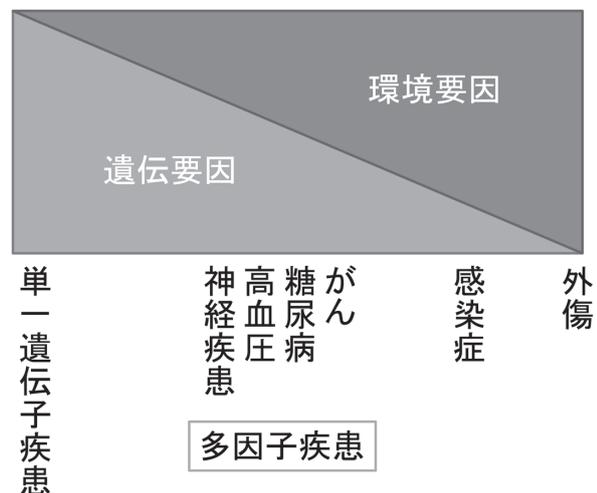 環境要因
遺伝要因
単一遺伝子疾患
神経疾患
高血圧
糖尿病
がん
感染症
外傷
多因子疾患